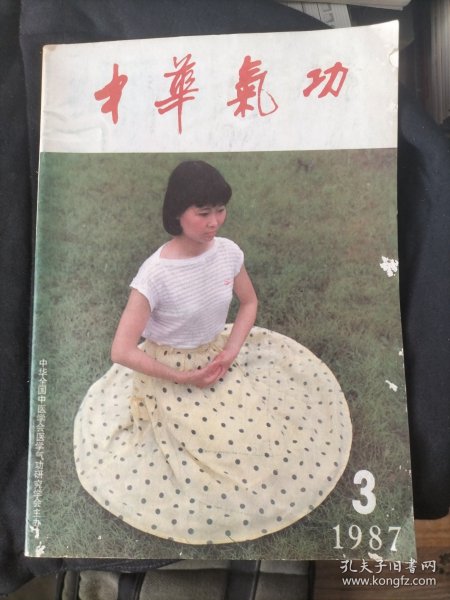 中華氣功
中华全国中医学会医学气功研究会主办
3
1987
孔夫子旧书网
www.kongfz.com